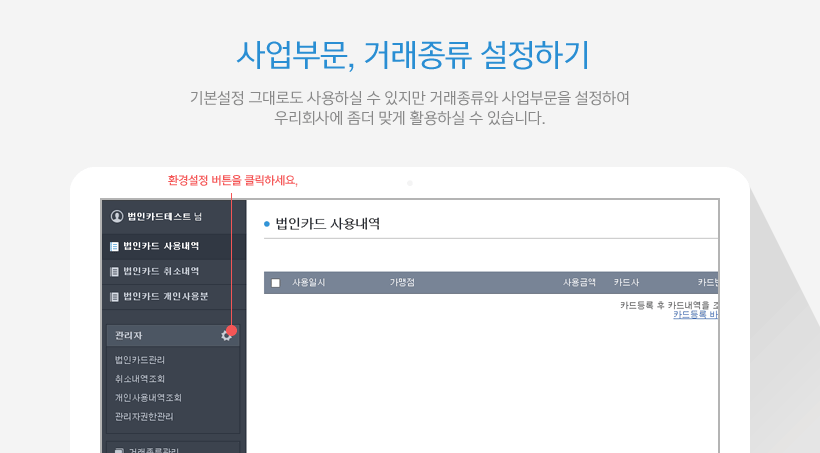 사업부문, 거래종류 설정하기
기본설정 그대로도 사용하실 수 있지만 거래종류와 사업부문을 설정하여
우리회사에 좀더 맞게 활용하실 수 있습니다.
환경설정 버튼을 클릭하세요,
법인카드테스트 님
법인카드 사용내역
법인카드 취소내역
법인카드 개인사용분
관리자
법인카드관리
취소내역조회
개인사용내역조회
관리자권한관리
거래종류관리
법인카드 사용내역
사용일시 가맹점 사용금액 카드사
카드등록 후 카드내역을
카드등록